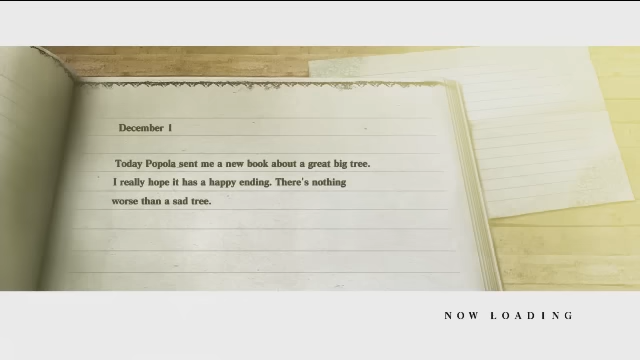 December 1
Today Popola sent me a new book about a great big tree.
I really hope it has a happy ending. There's nothing
worse than a sad tree.
NOW LOADING